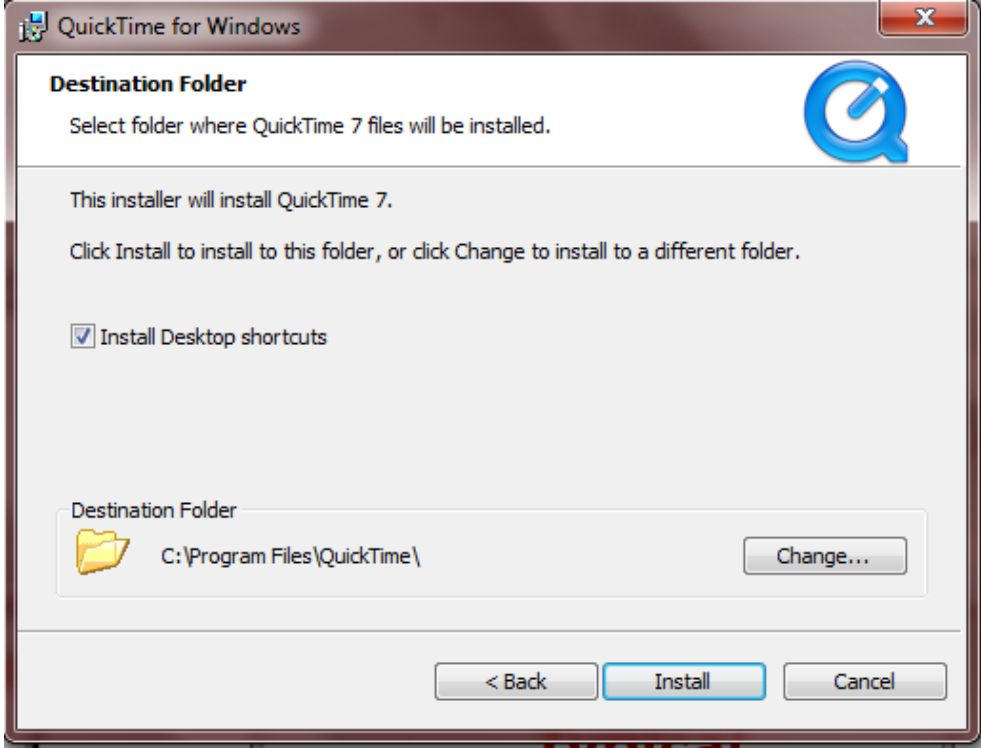 QuickTime for Windows
Destination Folder
Select folder where QuickTime 7 files will be installed.
This installer will install QuickTime 7.
Click Install to install to this folder, or click Change to install to a different folder.
Install Desktop shortcuts
Destination Folder
C:\Program Files\QuickTime\
Change...
< Back
Install
Cancel